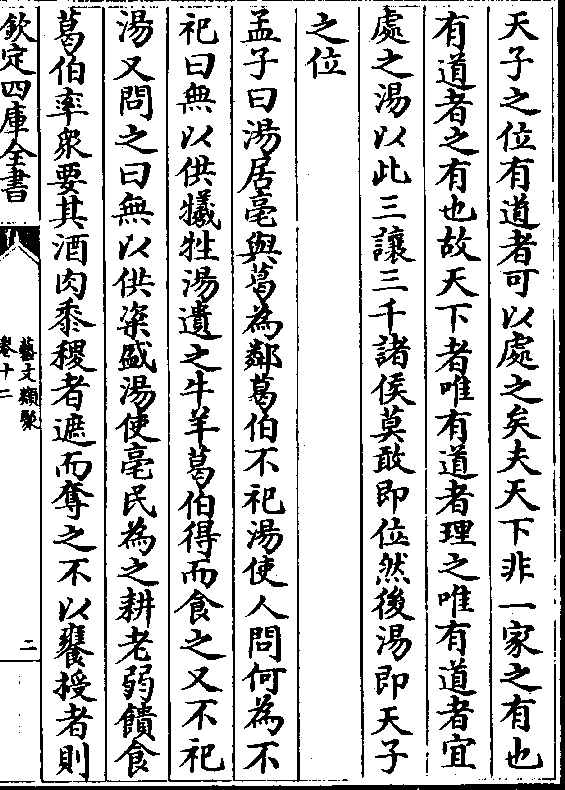 天子之位有道者可以處之矣夫天下非一家之有也
有道者之有也故天下者唯有道者理之唯有道者宜
處之湯以此三讓三千諸侯莫敢即位然後湯即天子
之位
孟子曰湯居亳與葛為鄰葛伯不祀湯使人問何為不
祀曰無以供犧牲湯遺之牛羊葛伯得而食之又不祀
湯又問之曰無以供粢盛湯使亳民為之耕老弱饋食
葛伯率衆要其酒肉黍稷者遮而奪之不以饔授者則
欽定四庫全書
藝文類聚
卷十二
二